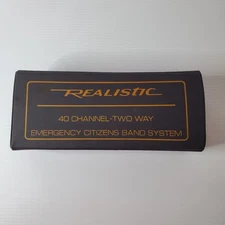 REALISTIC
40 CHANNEL-TWO WAY
EMERGENCY CITIZENS BAND SYSTEM